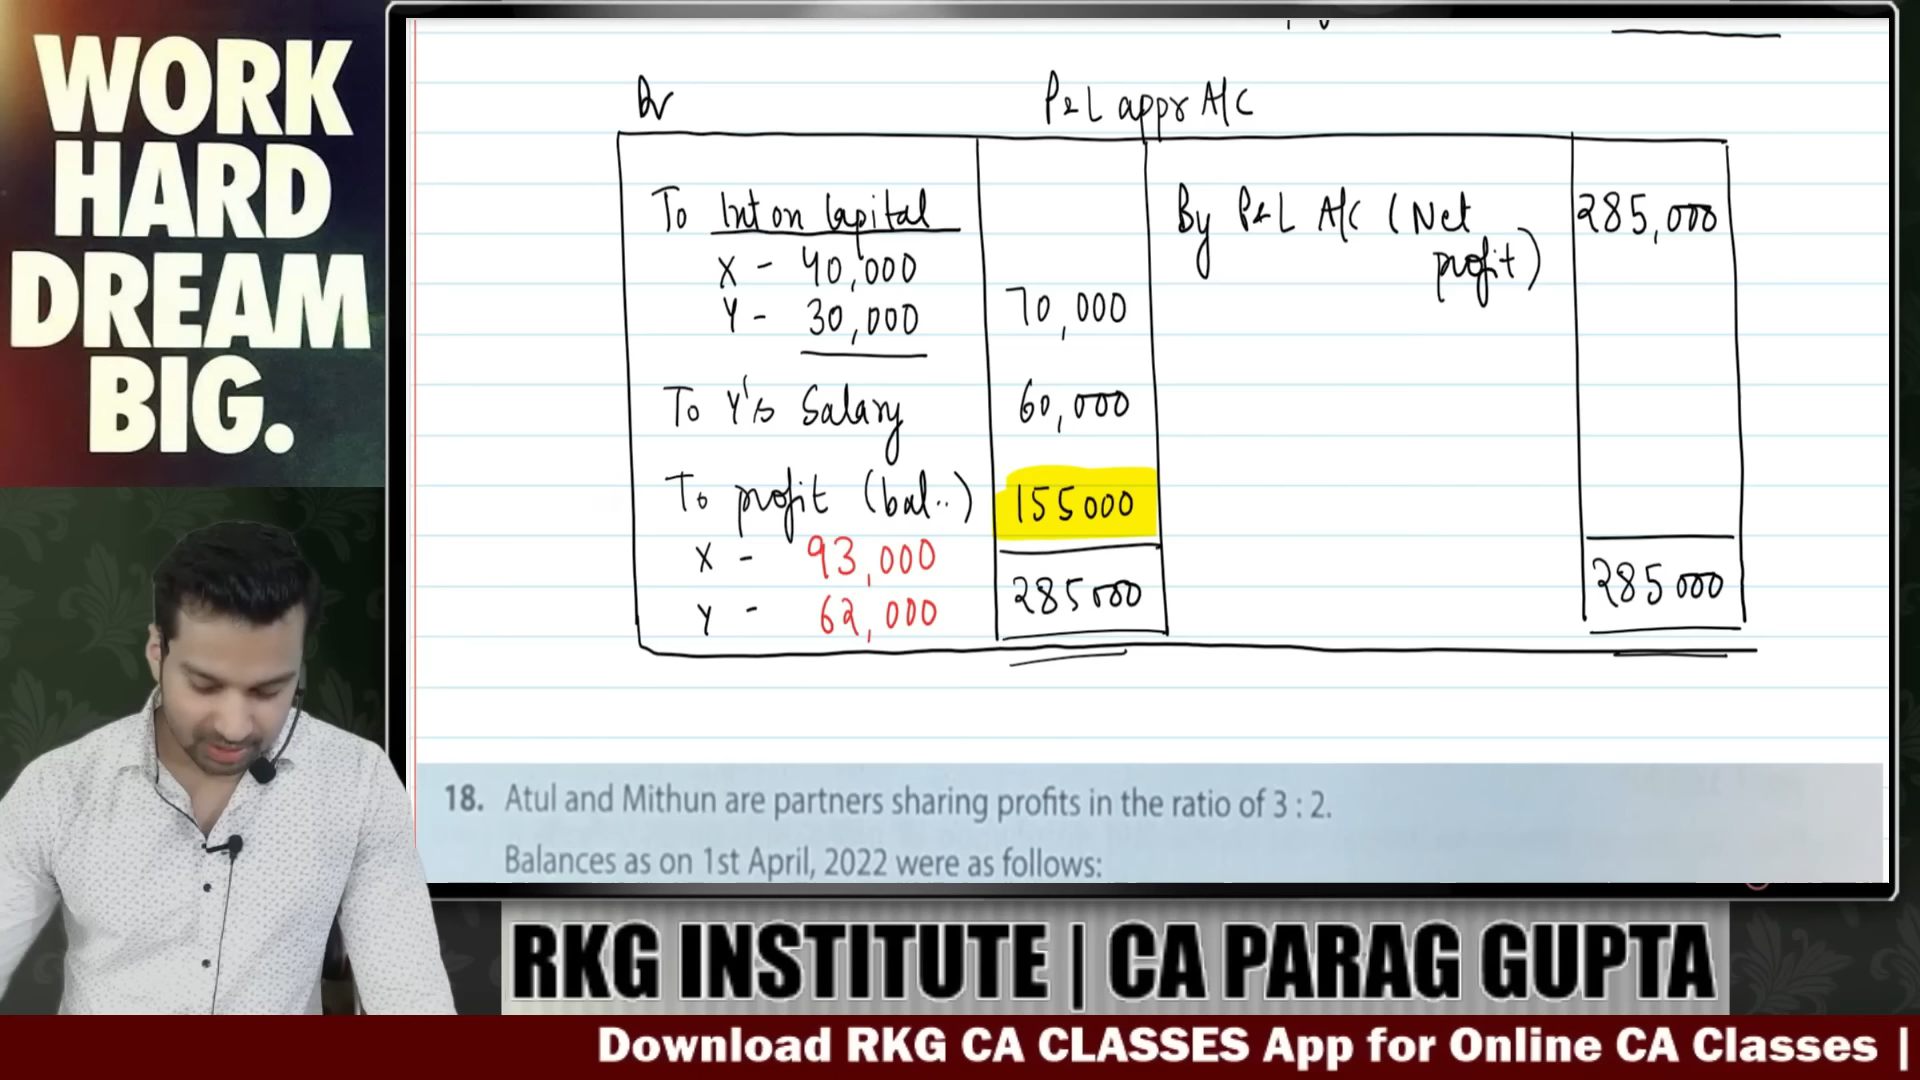 WORK
HARD
DREAM
BIG.
Dr P&L appr A/C
To Int on Capital
X - 40,000
Y - 30,000 70,000
To Y's Salary 60,000
To profit (bal..) 155000
X - 93,000
Y - 62,000 285000
By P&L A/C (Net profit) 285,000
285000
18. Atul and Mithun are partners sharing profits in the ratio of 3 : 2.
Balances as on 1st April, 2022 were as follows:
RKG INSTITUTE | CA PARAG GUPTA
Download RKG CA CLASSES App for Online CA Classes |